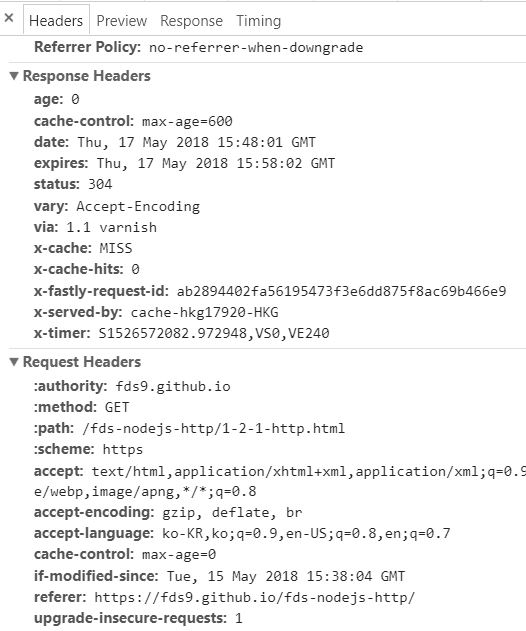 × Headers Preview Response Timing
Referrer Policy: no-referrer-when-downgrade
▼ Response Headers
age: 0
cache-control: max-age=600
date: Thu, 17 May 2018 15:48:01 GMT
expires: Thu, 17 May 2018 15:58:02 GMT
status: 304
vary: Accept-Encoding
via: 1.1 varnish
x-cache: MISS
x-cache-hits: 0
x-fastly-request-id: ab2894402fa56195473f3e6dd875f8ac69b466e9
x-served-by: cache-hkg17920-HKG
x-timer: S1526572082.972948,VS0,VE240
▼ Request Headers
:authority: fds9.github.io
:method: GET
:path: /fds-nodejs-http/1-2-1-http.html
:scheme: https
accept: text/html,application/xhtml+xml,application/xml;q=0.9
e/webp,image/apng,*/*;q=0.8
accept-encoding: gzip, deflate, br
accept-language: ko-KR,ko;q=0.9,en-US;q=0.8,en;q=0.7
cache-control: max-age=0
if-modified-since: Tue, 15 May 2018 15:38:04 GMT
referer: https://fds9.github.io/fds-nodejs-http/
upgrade-insecure-requests: 1